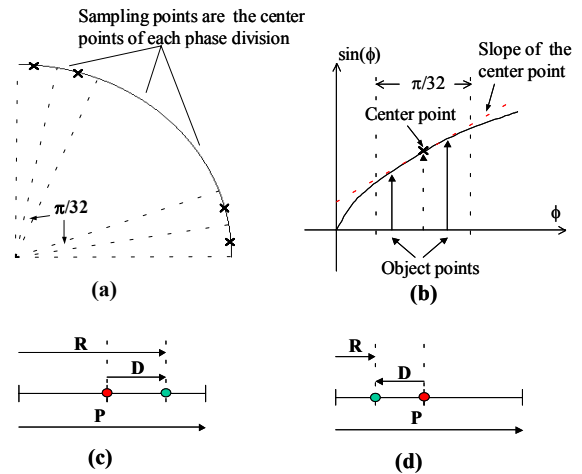 Sampling points are the center
points of each phase division
π/32
(a)
sin(ϕ)
Slope of the
center point
π/32
Center point
ϕ
Object points
(b)
R
D
P
(c)
R
D
P
(d)